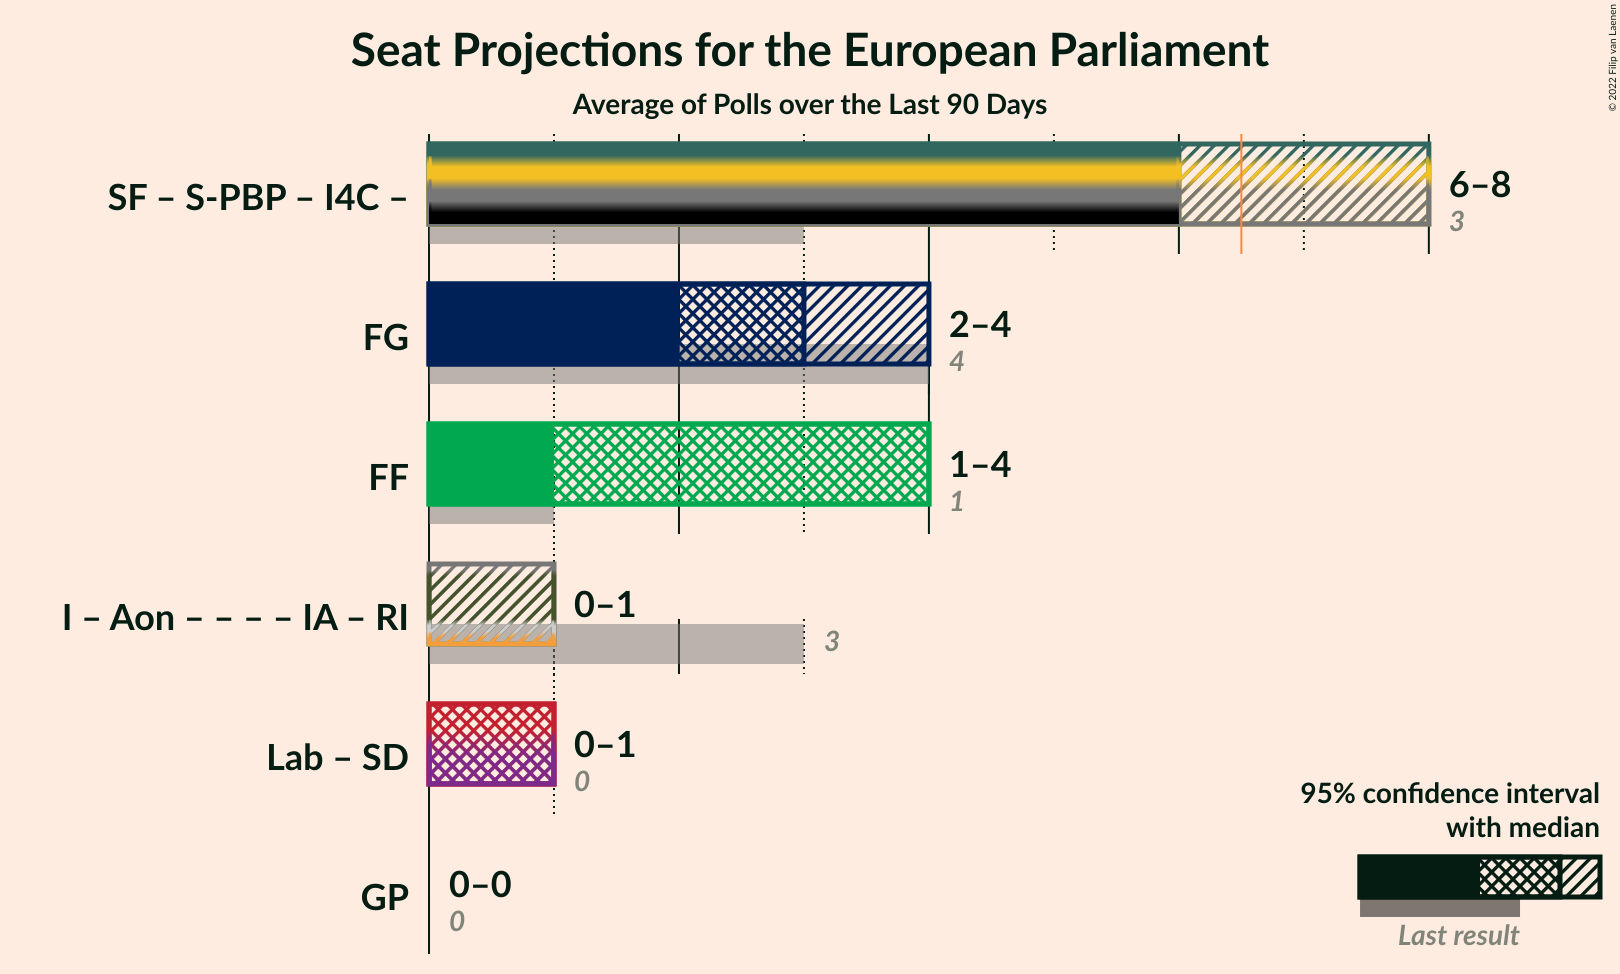 Seat Projections for the European Parliament
Average of Polls over the Last 90 Days
© 2022 Filip van Laenen
SF – S-PBP – I4C –
6–8
3
FG
2–4
4
FF
1–4
1
I – Aon – – – – IA – RI
0–1
3
Lab – SD
0–1
0
GP
0–0
0
95% confidence interval
with median
Last result